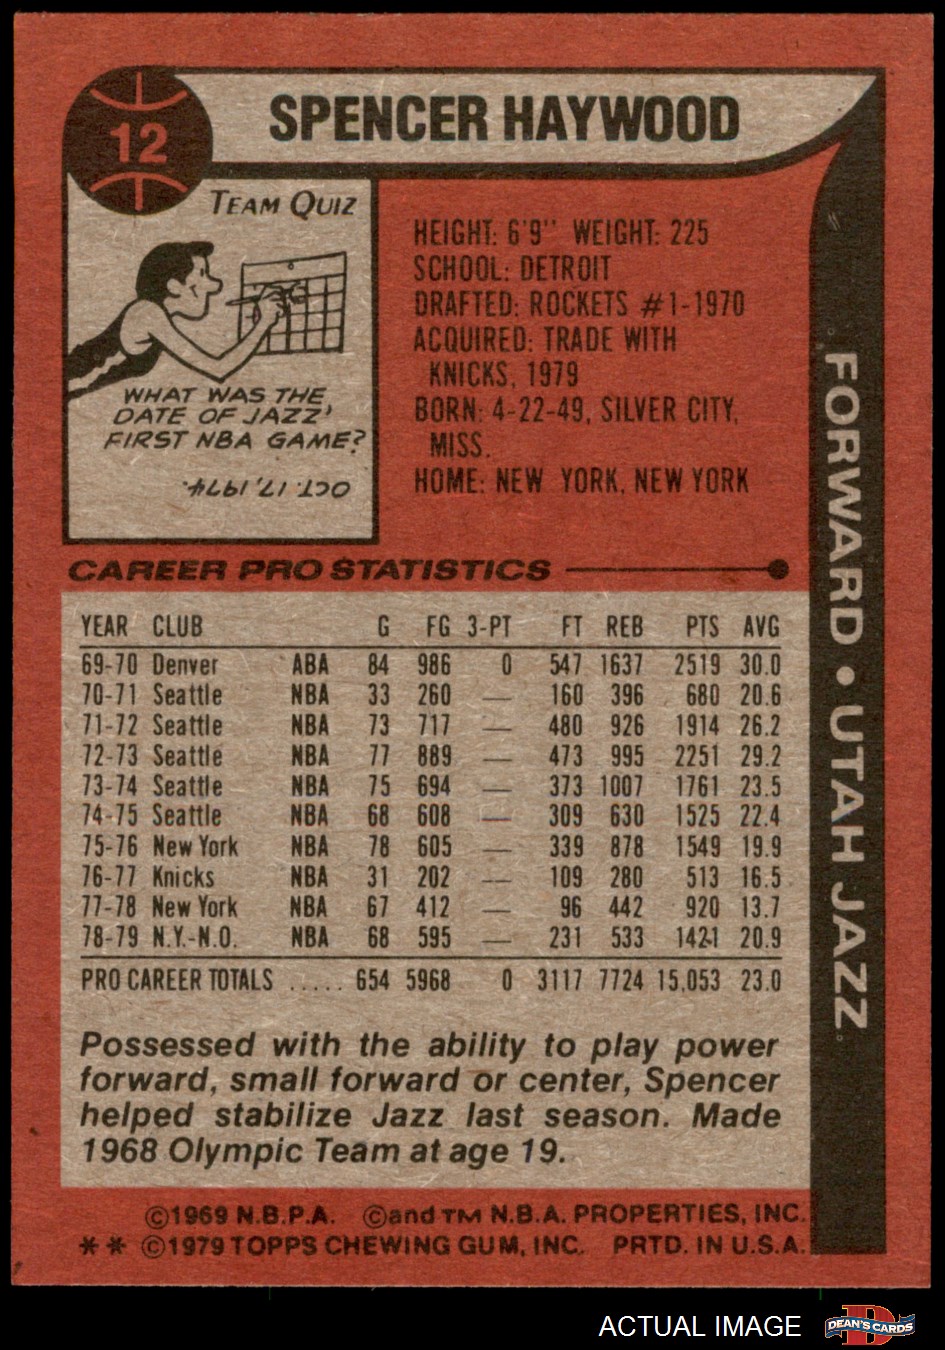 12
SPENCER HAYWOOD
TEAM QUIZ
WHAT WAS THE
DATE OF JAZZ'
FIRST NBA GAME?
OCT. 17, 1974
HEIGHT: 6'9" WEIGHT: 225
SCHOOL: DETROIT
DRAFTED: ROCKETS #1-1970
ACQUIRED: TRADE WITH
KNICKS, 1979
BORN: 4-22-49, SILVER CITY,
MISS.
HOME: NEW YORK, NEW YORK
FORWARD • UTAH JAZZ
CAREER PRO STATISTICS
YEAR CLUB G FG 3-PT FT REB PTS AVG
69-70 Denver ABA 84 986 0 547 1637 2519 30.0
70-71 Seattle NBA 33 260 — 160 396 680 20.6
71-72 Seattle NBA 73 717 — 480 926 1914 26.2
72-73 Seattle NBA 77 889 — 473 995 2251 29.2
73-74 Seattle NBA 75 694 — 373 1007 1761 23.5
74-75 Seattle NBA 68 608 — 309 630 1525 22.4
75-76 New York NBA 78 605 — 339 878 1549 19.9
76-77 Knicks NBA 31 202 — 109 280 513 16.5
77-78 New York NBA 67 412 — 96 442 920 13.7
78-79 N.Y.-N.O. NBA 68 595 — 231 533 1421 20.9
PRO CAREER TOTALS ..... 654 5968 0 3117 7724 15,053 23.0
Possessed with the ability to play power
forward, small forward or center, Spencer
helped stabilize Jazz last season. Made
1968 Olympic Team at age 19.
©1969 N.B.P.A. ©and TM N.B.A. PROPERTIES, INC.
** ©1979 TOPPS CHEWING GUM, INC. PRTD. IN U.S.A.
ACTUAL IMAGE
DEAN'S CARDS